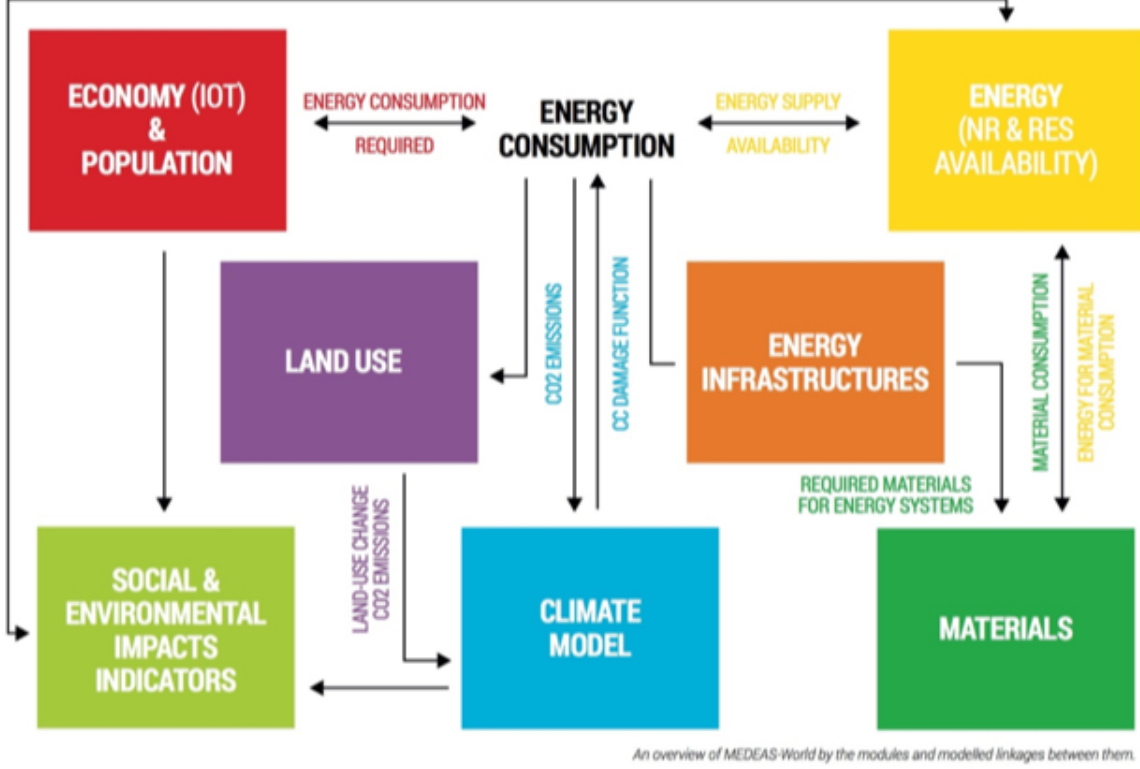 ECONOMY (IOT)
&
POPULATION
ENERGY CONSUMPTION
REQUIRED
ENERGY
CONSUMPTION
ENERGY SUPPLY
AVAILABILITY
ENERGY
(NR & RES
AVAILABILITY)
LAND USE
CO2 EMISSIONS
CC DAMAGE FUNCTION
ENERGY
INFRASTRUCTURES
MATERIAL CONSUMPTION
ENERGY FOR MATERIAL
CONSUMPTION
REQUIRED MATERIALS
FOR ENERGY SYSTEMS
SOCIAL &
ENVIRONMENTAL
IMPACTS
INDICATORS
LAND-USE CHANGE
CO2 EMISSIONS
CLIMATE
MODEL
MATERIALS
An overview of MEDEAS-World by the modules and modelled linkages between them.